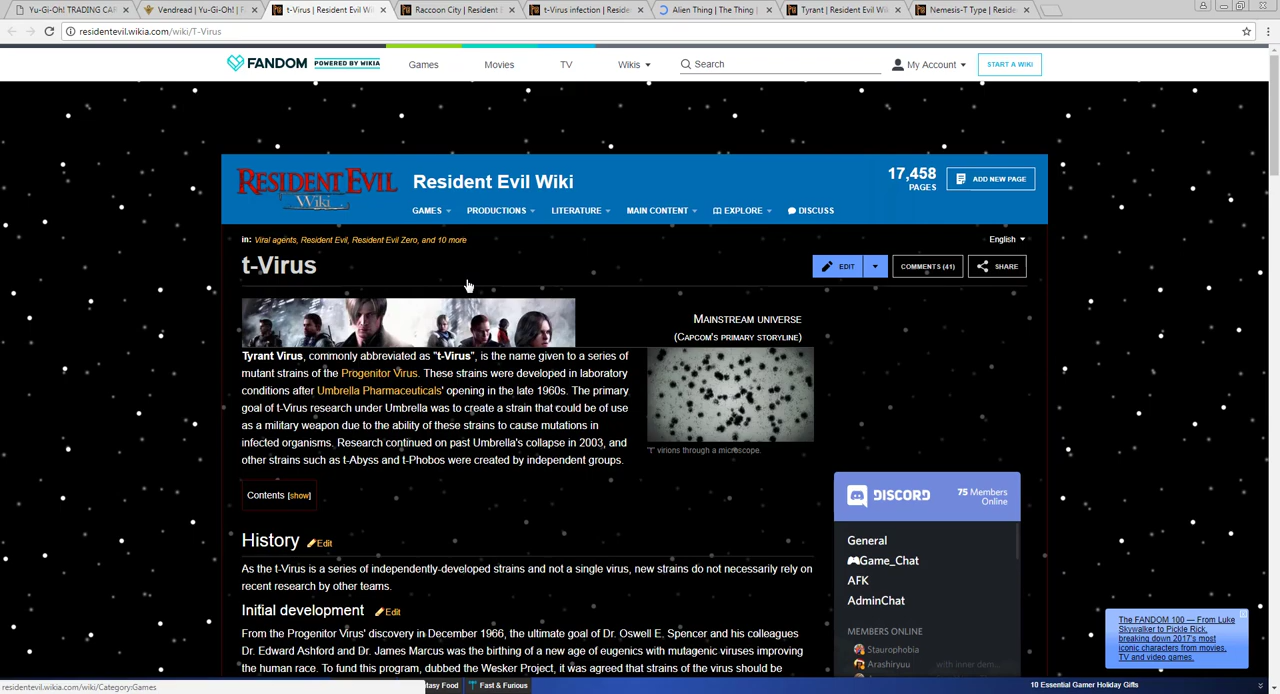 Yu-Gi-Oh! TRADING CAR
Vendread | Yu-Gi-Oh! | F
t-Virus | Resident Evil Wi
Raccoon City | Resident E
t-Virus infection | Residen
Alien Thing | The Thing |
Tyrant | Resident Evil Wi
Nemesis-T Type | Reside
residentevil.wikia.com/wiki/T-Virus
FANDOM
POWERED BY WIKIA
Games
Movies
TV
Wikis
Search
My Account
START A WIKI
RESIDENT EVIL
Wiki
Resident Evil Wiki
17,458
PAGES
ADD NEW PAGE
GAMES
PRODUCTIONS
LITERATURE
MAIN CONTENT
EXPLORE
DISCUSS
in: Viral agents, Resident Evil, Resident Evil Zero, and 10 more
English
t-Virus
EDIT
COMMENTS (41)
SHARE
MAINSTREAM UNIVERSE
(CAPCOM'S PRIMARY STORYLINE)
Tyrant Virus, commonly abbreviated as "t-Virus", is the name given to a series of
mutant strains of the Progenitor Virus. These strains were developed in laboratory
conditions after Umbrella Pharmaceuticals' opening in the late 1960s. The primary
goal of t-Virus research under Umbrella was to create a strain that could be of use
as a military weapon due to the ability of these strains to cause mutations in
infected organisms. Research continued on past Umbrella's collapse in 2003, and
other strains such as t-Abyss and t-Phobos were created by independent groups.
"T" virions through a microscope.
Contents [show]
History Edit
As the t-Virus is a series of independently-developed strains and not a single virus, new strains do not necessarily rely on
recent research by other teams.
Initial development Edit
From the Progenitor Virus' discovery in December 1966, the ultimate goal of Dr. Oswell E. Spencer and his colleagues
Dr. Edward Ashford and Dr. James Marcus was the birthing of a new age of eugenics with mutagenic viruses improving
the human race. To fund this program, dubbed the Wesker Project, it was agreed that strains of the virus should be
DISCORD
75 Members
Online
General
Game_Chat
AFK
AdminChat
MEMBERS ONLINE
Staurophobia
Arashiryuu with inner dem...
The FANDOM 100 — From Luke
Skywalker to Pickle Rick,
breaking down 2017's most
iconic characters from movies,
TV and video games.
residentevil.wikia.com/wiki/Category:Games
tasy Food
Fast & Furious
10 Essential Gamer Holiday Gifts